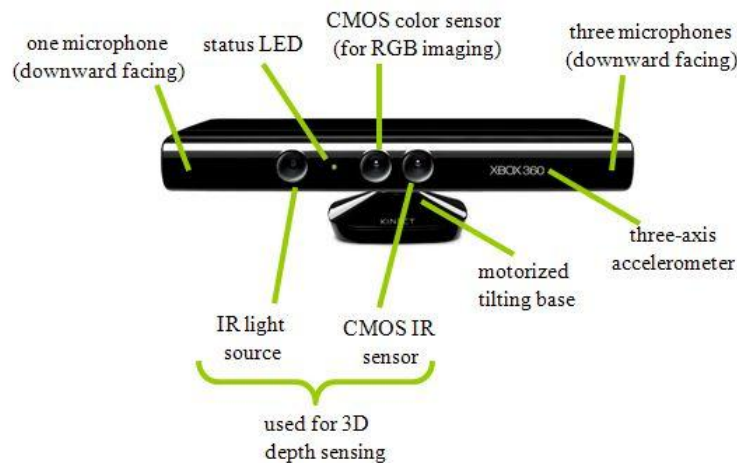 CMOS color sensor
(for RGB imaging)
one microphone
(downward facing)
status LED
three microphones
(downward facing)
XBOX 360
KINECT
three-axis
accelerometer
motorized
tilting base
IR light
source
CMOS IR
sensor
used for 3D
depth sensing